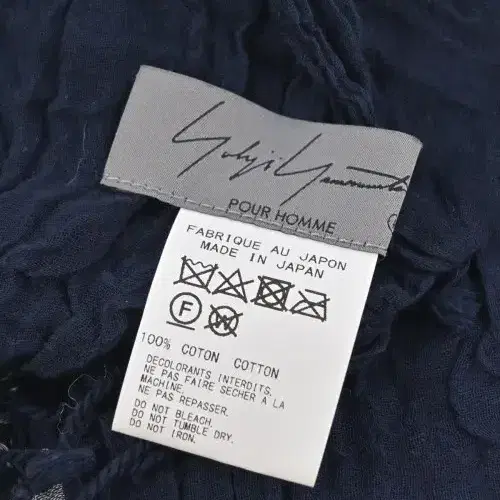 Yohji Yamamoto
POUR HOMME
FABRIQUE AU JAPON
MADE IN JAPAN
F
W
100% COTON COTTON
DECOLORANTS INTERDITS.
NE PAS FAIRE SECHER A LA
MACHINE.
NE PAS REPASSER.
DO NOT BLEACH.
DO NOT TUMBLE DRY.
DO NOT IRON.